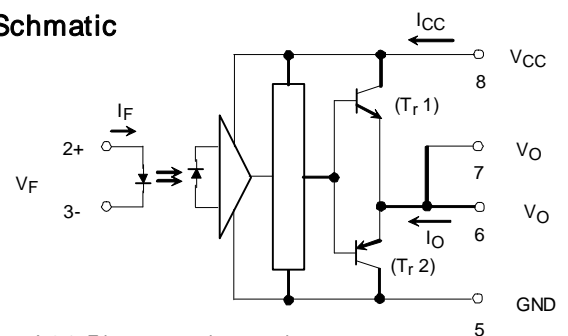 Schmatic
ICC
VCC
8
(Tr 1)
IF
2+
VF
3-
VO
7
VO
6
IO
(Tr 2)
GND
5